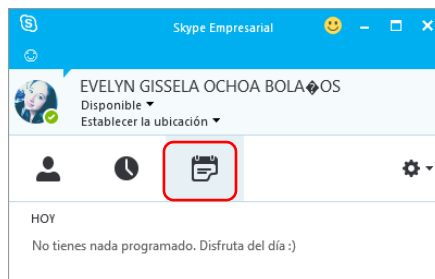 Skype Empresarial
EVELYN GISSELA OCHOA BOLA�OS
Disponible
Establecer la ubicación
HOY
No tienes nada programado. Disfruta del día :)